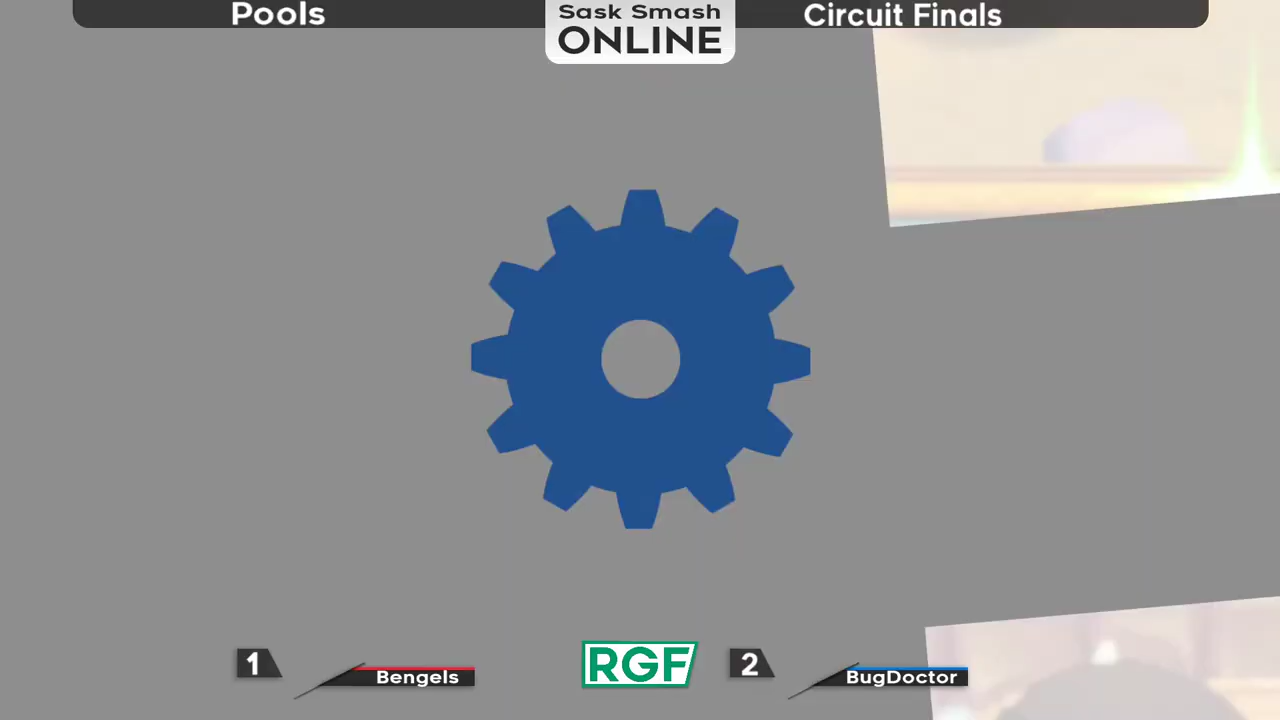 Pools
Sask Smash
ONLINE
Circuit Finals
1
Bengels
RGF
2
BugDoctor